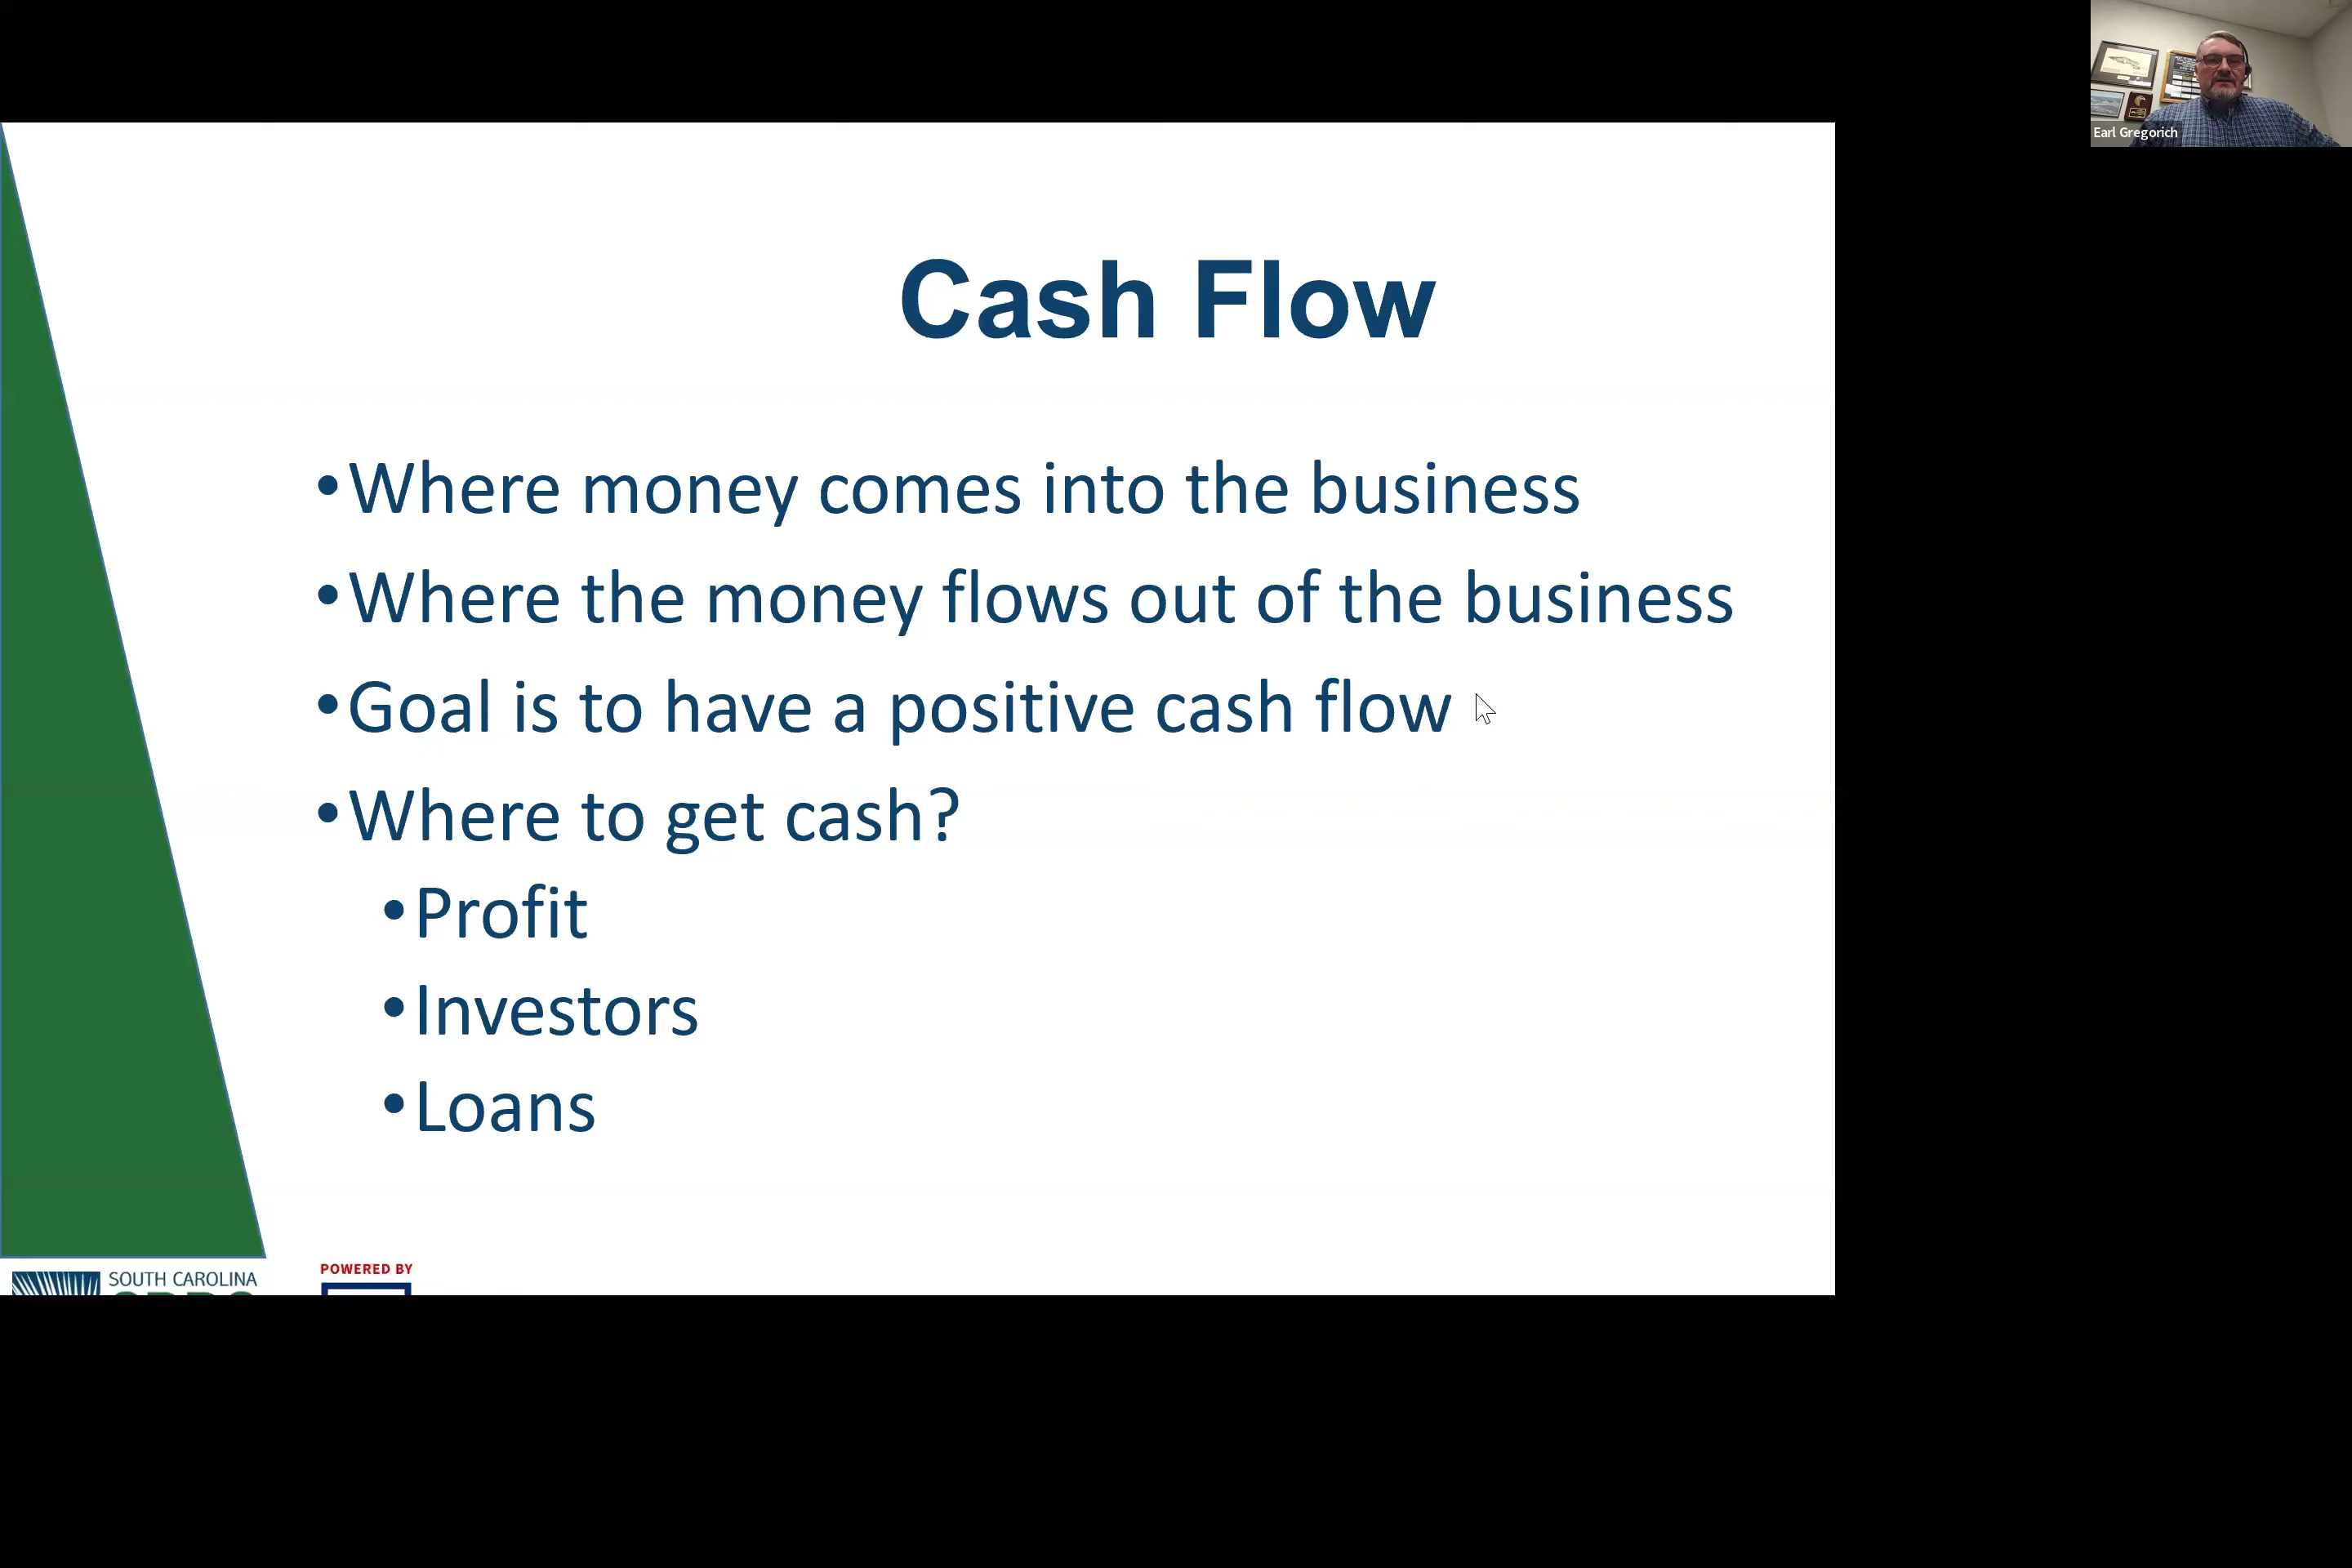 Earl Gregorich
Cash Flow
•Where money comes into the business
•Where the money flows out of the business
•Goal is to have a positive cash flow
•Where to get cash?
•Profit
•Investors
•Loans
SOUTH CAROLINA
POWERED BY